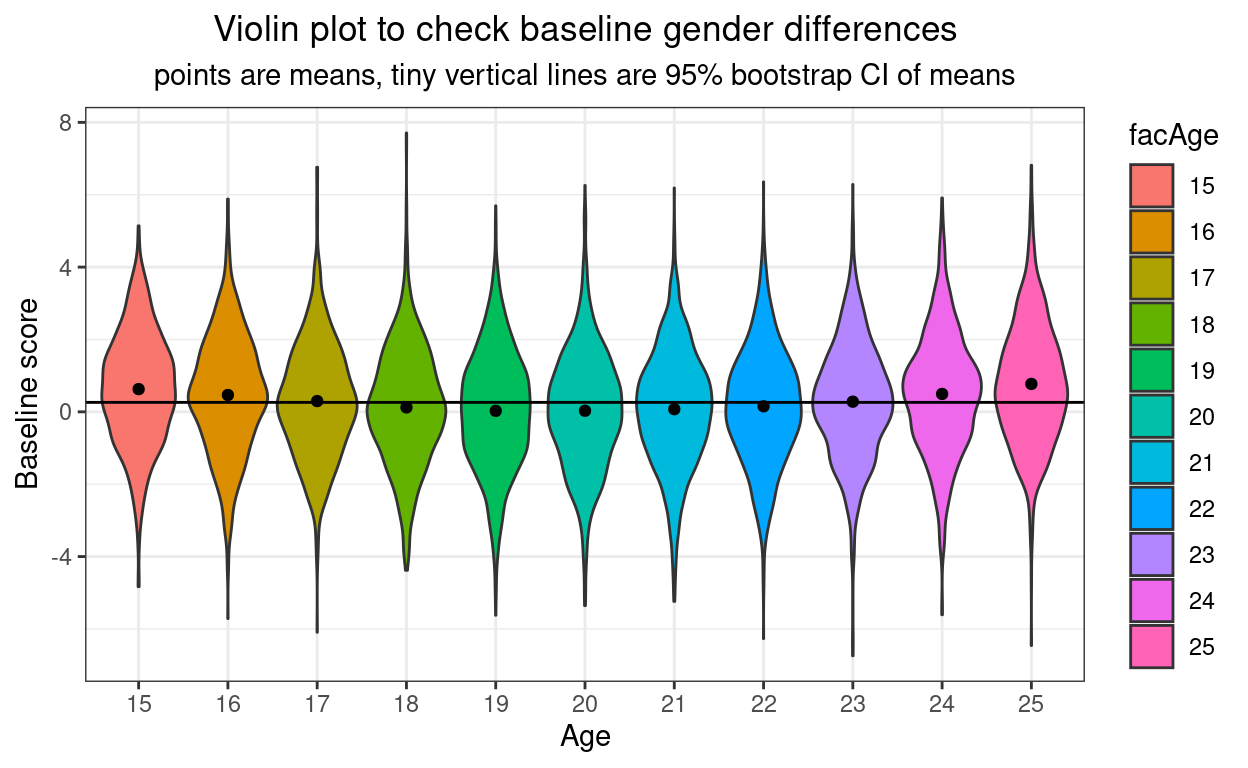 Violin plot to check baseline gender differences
points are means, tiny vertical lines are 95% bootstrap CI of means
8
4
0
-4
Baseline score
15 16 17 18 19 20 21 22 23 24 25
Age
facAge
15
16
17
18
19
20
21
22
23
24
25